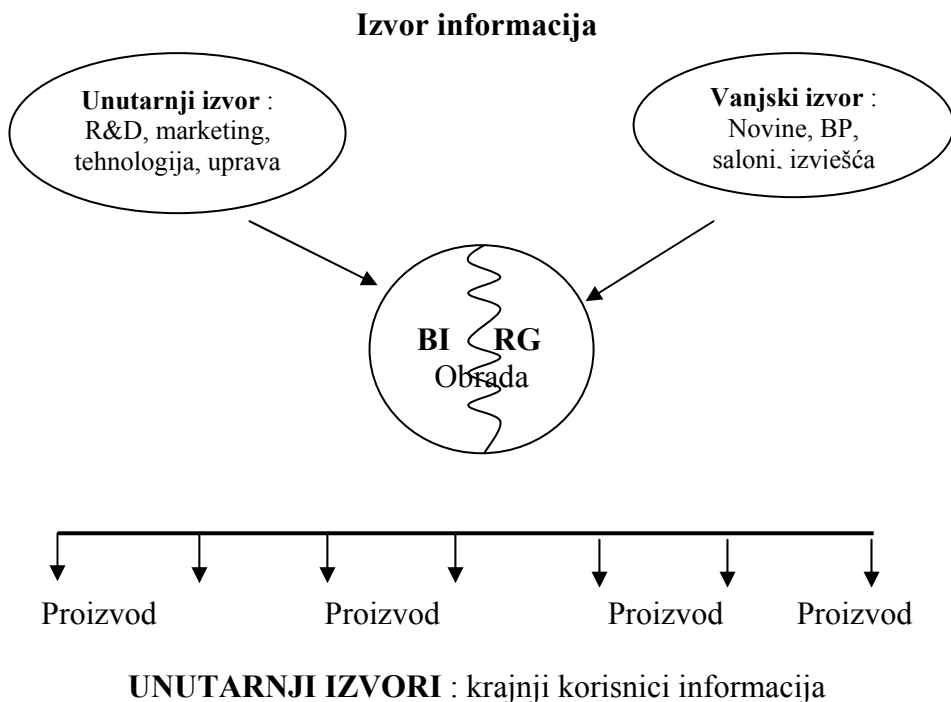 Izvor informacija
Unutarnji izvor :
R&D, marketing,
tehnologija, uprava
Vanjski izvor :
Novine, BP,
saloni, izvješća
BI RG
Obrada
Proizvod Proizvod Proizvod Proizvod
UNUTARNJI IZVORI : krajnji korisnici informacija